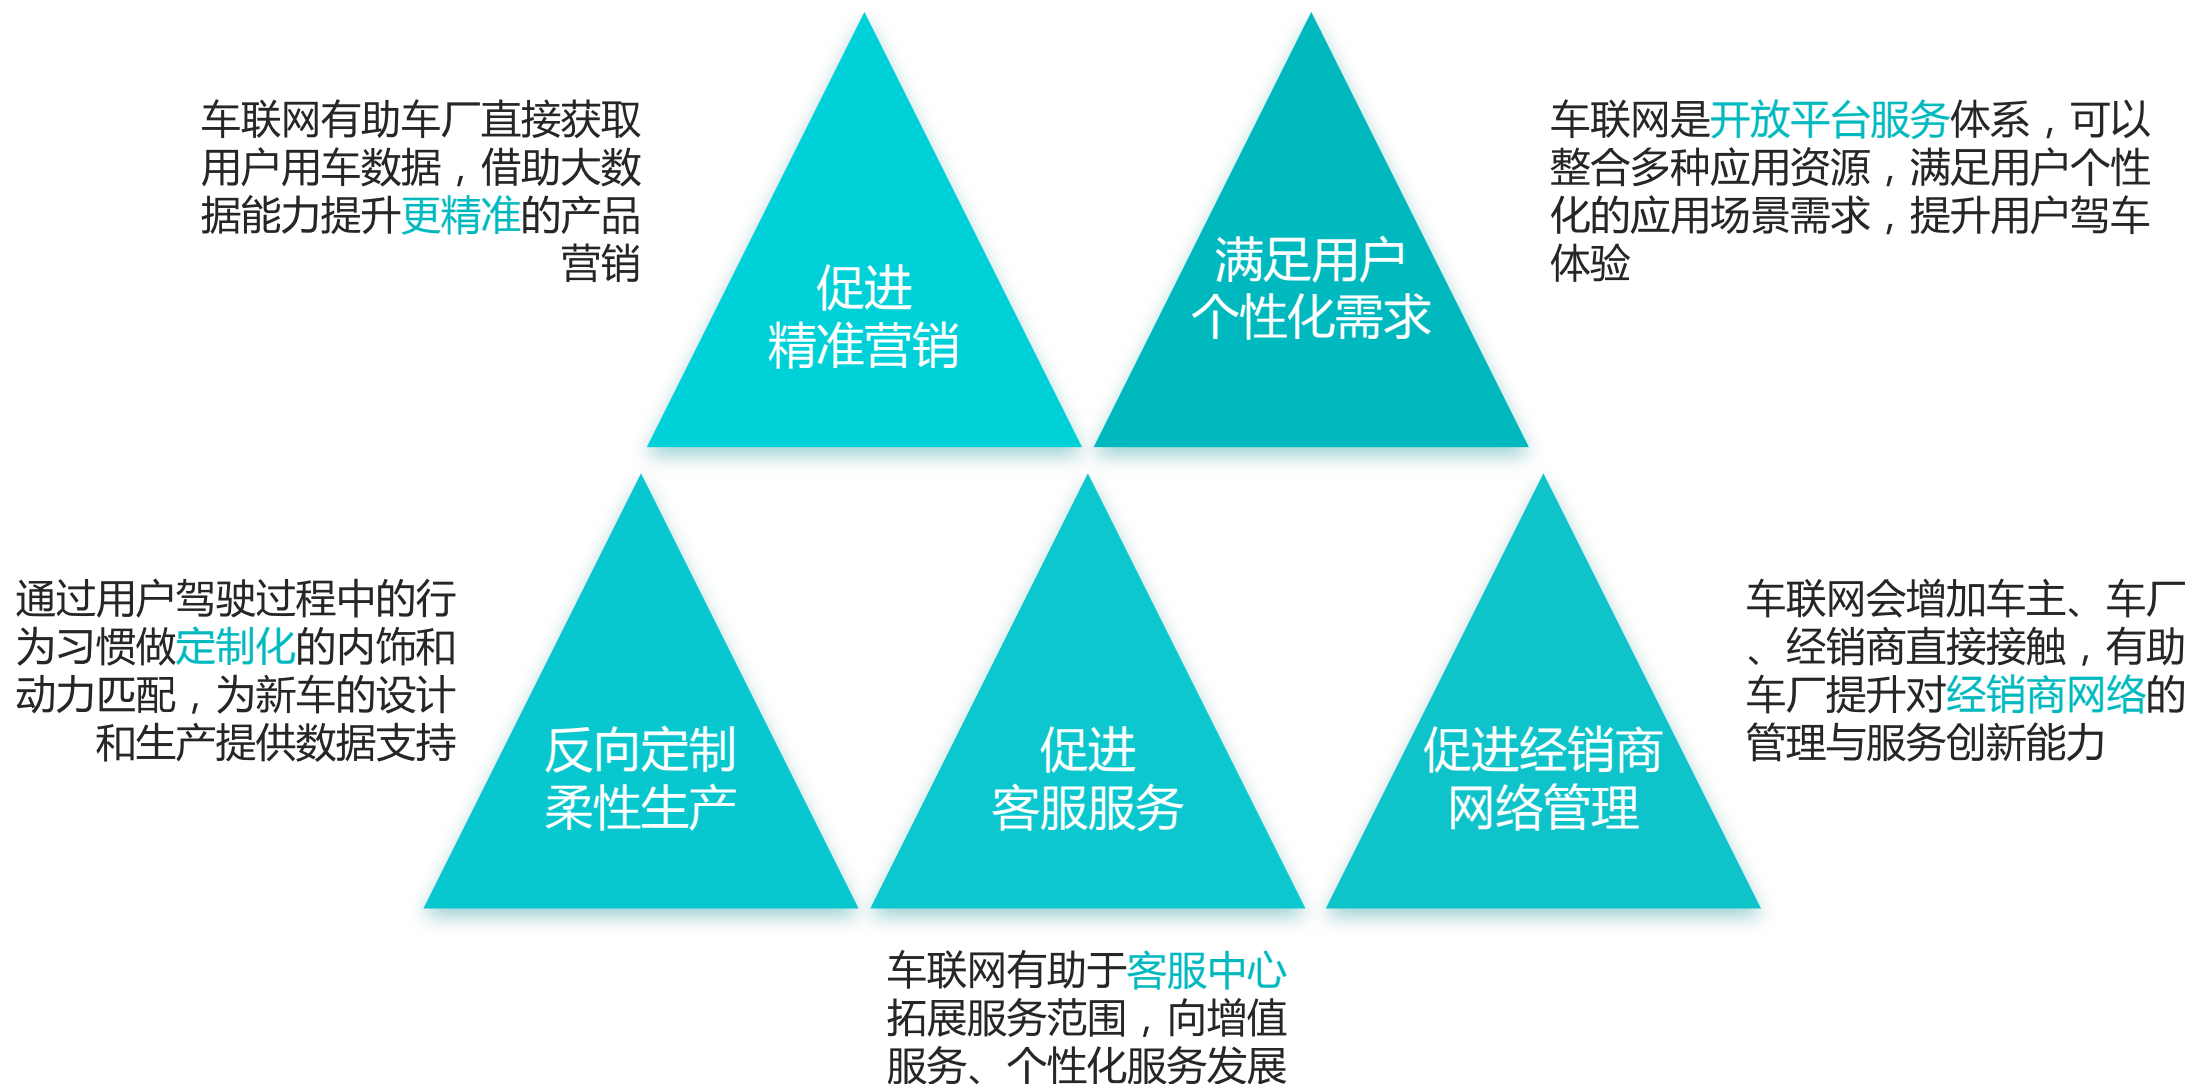 车联网有助车厂直接获取
用户用车数据，借助大数
据能力提升更精准的产品
营销
促进
精准营销
满足用户
个性化需求
车联网是开放平台服务体系，可以
整合多种应用资源，满足用户个性
化的应用场景需求，提升用户驾车
体验
通过用户驾驶过程中的行
为习惯做定制化的内饰和
动力匹配，为新车的设计
和生产提供数据支持
反向定制
柔性生产
促进
客服服务
促进经销商
网络管理
车联网会增加车主、车厂
、经销商直接接触，有助
车厂提升对经销商网络的
管理与服务创新能力
车联网有助于客服中心
拓展服务范围，向增值
服务、个性化服务发展